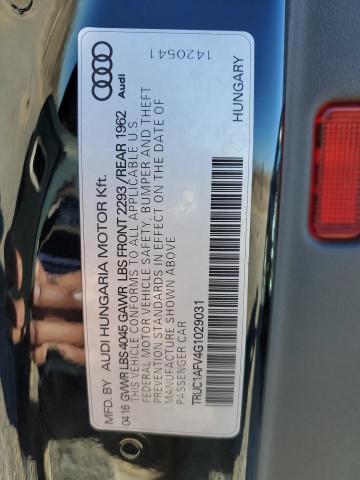 Audi
1420541
MFD. BY AUDI HUNGARIA MOTOR Kft.
04 16 GVWR LBS 4045 GAWR LBS FRONT 2293 /REAR 1962
THIS VEHICLE CONFORMS TO ALL APPLICABLE U.S.
FEDERAL MOTOR VEHICLE SAFETY, BUMPER AND THEFT
PREVENTION STANDARDS IN EFFECT ON THE DATE OF
MANUFACTURE SHOWN ABOVE
PASSENGER CAR
HUNGARY
TRUC1AFV4G1029031